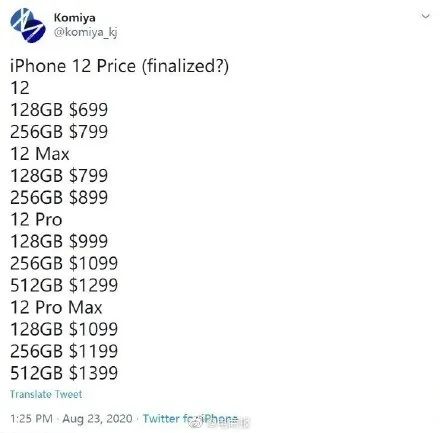 Komiya
@komiya_kj
iPhone 12 Price (finalized?)
12
128GB $699
256GB $799
12 Max
128GB $799
256GB $899
12 Pro
128GB $999
256GB $1099
512GB $1299
12 Pro Max
128GB $1099
256GB $1199
512GB $1399
Translate Tweet
1:25 PM · Aug 23, 2020 · Twitter for iPhone